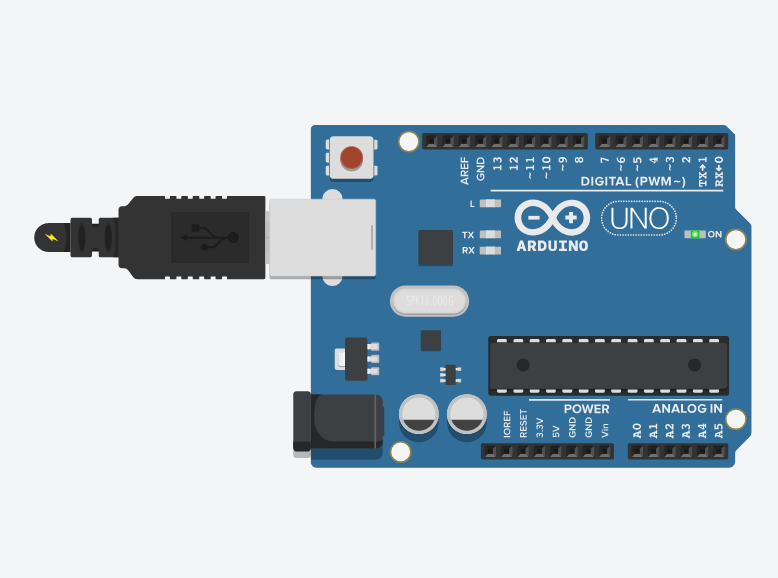 AREF
GND
13
12
~11
~10
~9
8
7
~6
~5
4
~3
2
TX→1
RX←0
DIGITAL (PWM~)
L
TX
RX
UNO
ARDUINO
ON
SPK16.000G
POWER
ANALOG IN
IOREF
RESET
3.3V
5V
GND
GND
Vin
A0
A1
A2
A3
A4
A5